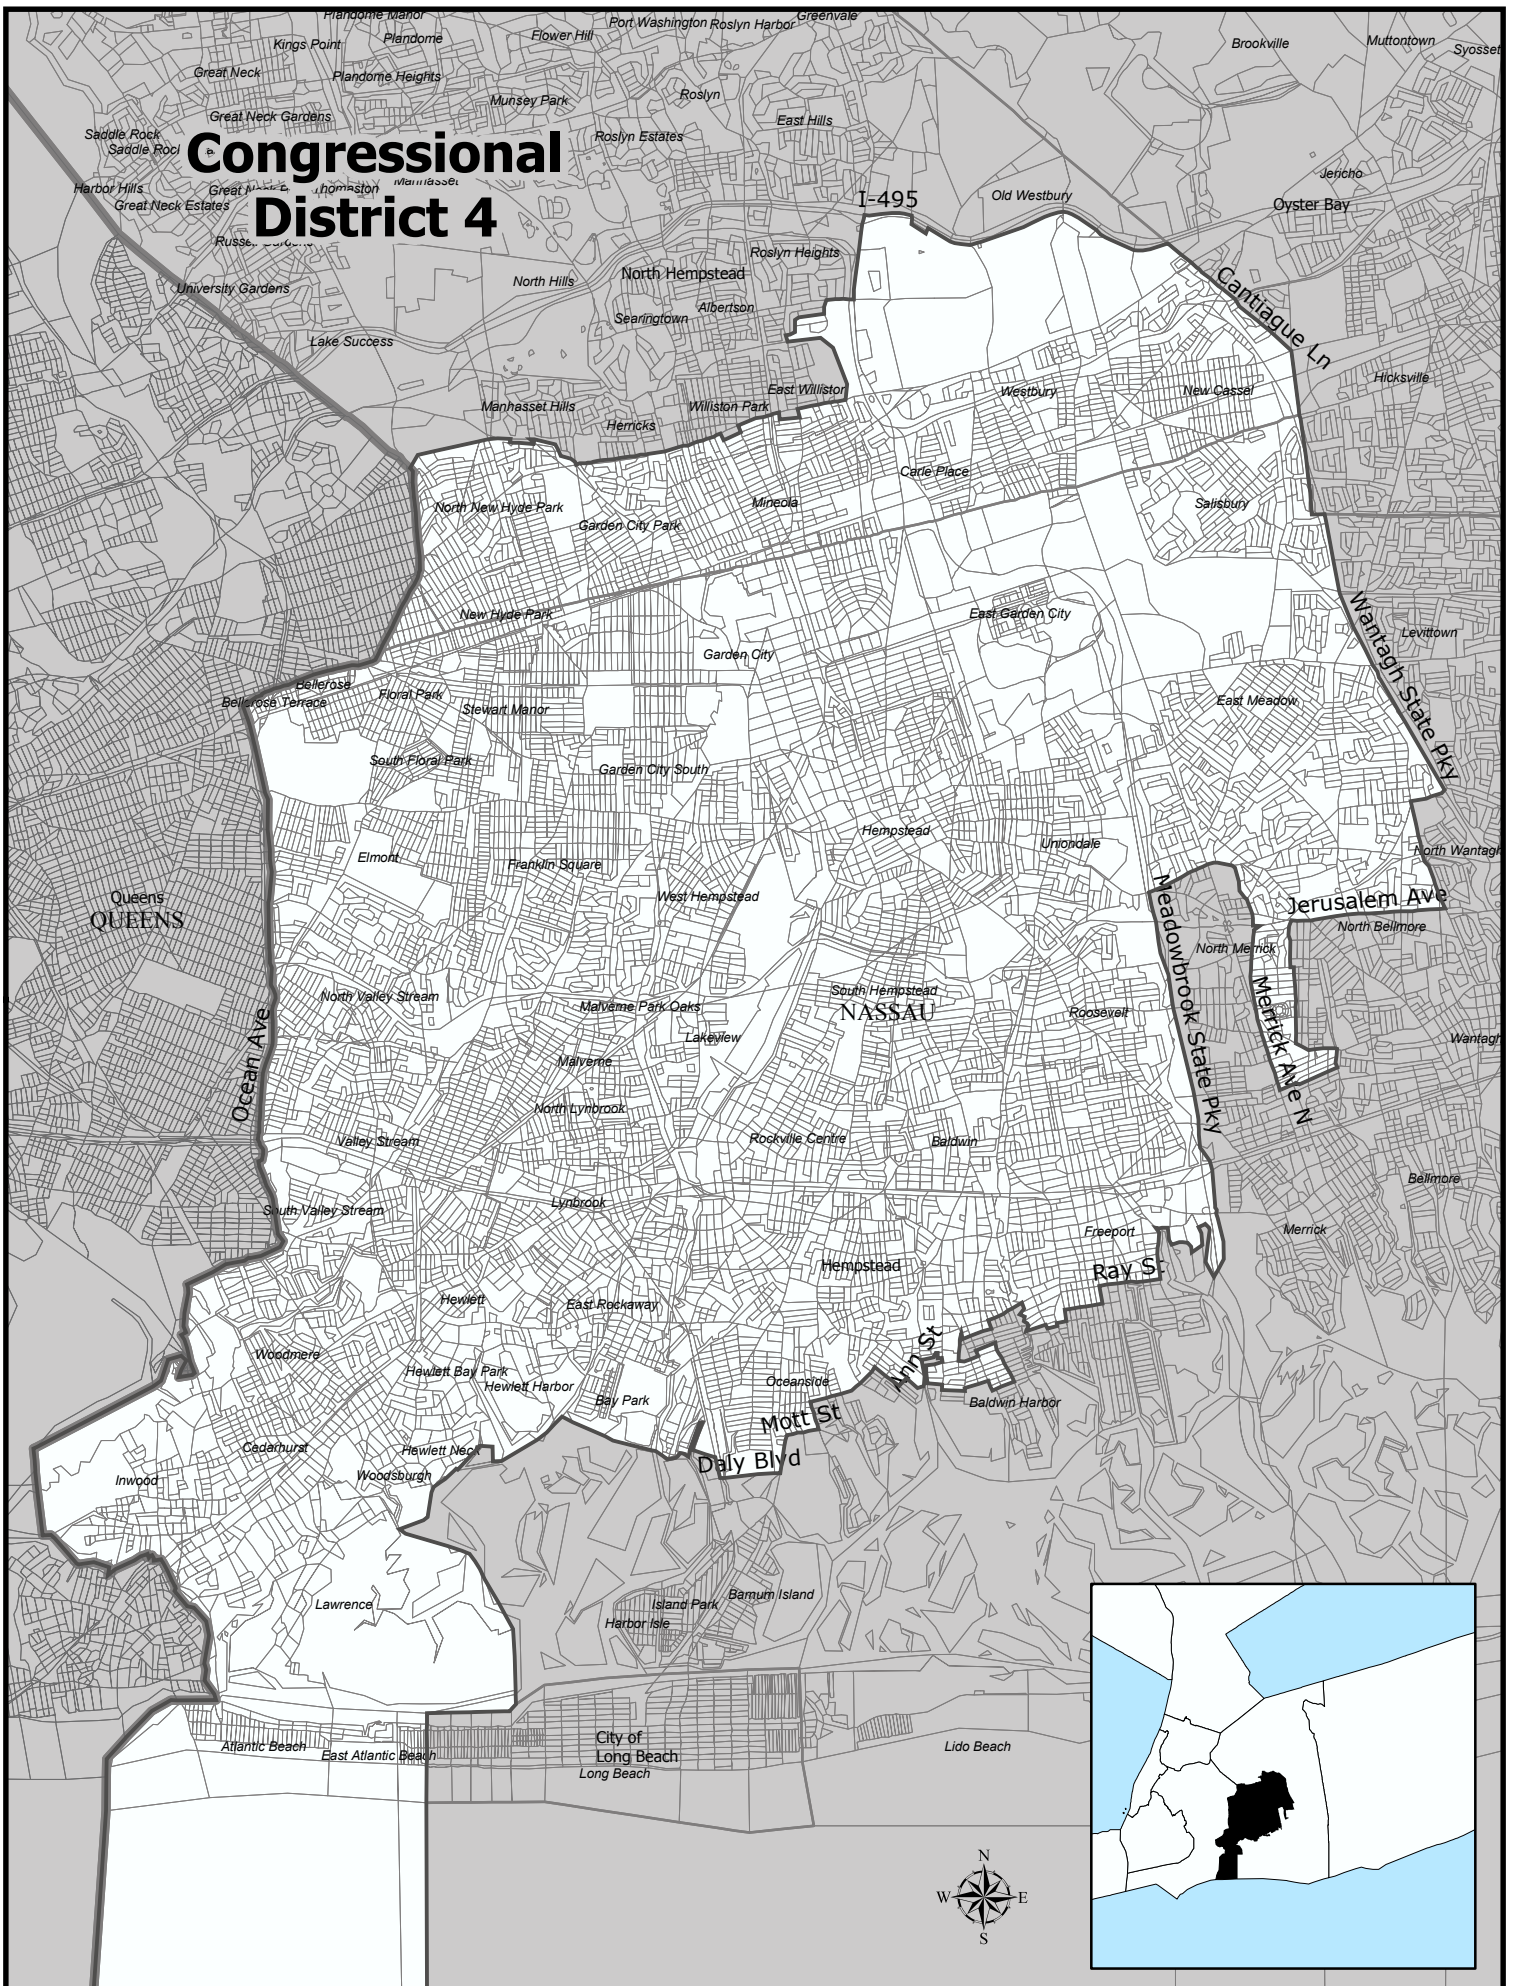 Plandome Manor
Port Washington
Roslyn Harbor
Greenvale
Kings Point
Plandome
Flower Hill
Brookville
Muttontown
Syosset
Great Neck
Plandome Heights
Munsey Park
Roslyn
Great Neck Gardens
East Hills
Saddle Rock
Roslyn Estates
Congressional
District 4
Harbor Hills
Great Neck Estates
Manhasset
Jericho
I-495
Old Westbury
Oyster Bay
University Gardens
North Hills
North Hempstead
Roslyn Heights
Cantiague Ln
Searingtown
Albertson
Lake Success
Hicksville
Manhasset Hills
Williston Park
East Williston
Westbury
New Cassel
Herricks
Carle Place
North New Hyde Park
Garden City Park
Mineola
Salisbury
New Hyde Park
East Garden City
Wantagh State Pky
Levittown
Garden City
Bellerose
Bellerose Terrace
Floral Park
Stewart Manor
East Meadow
South Floral Park
Garden City South
Hempstead
Uniondale
North Wantagh
Elmont
Franklin Square
West Hempstead
Queens
QUEENS
Meadowbrook State Pky
Jerusalem Ave
North Bellmore
North Merrick
North Valley Stream
Malverne Park Oaks
South Hempstead
NASSAU
Roosevelt
Merrick Ave N
Lakeview
Wantagh
Ocean Ave
Malverne
North Lynbrook
Valley Stream
Rockville Centre
Baldwin
Bellmore
South Valley Stream
Lynbrook
Freeport
Merrick
Hempstead
Ray St
Hewlett
East Rockaway
Woodmere
Ann St
Hewlett Bay Park
Hewlett Harbor
Bay Park
Oceanside
Baldwin Harbor
Mott St
Cedarhurst
Hewlett Neck
Daly Blvd
Inwood
Woodsburgh
Lawrence
Island Park
Barnum Island
Harbor Isle
Atlantic Beach
East Atlantic Beach
City of
Long Beach
Long Beach
Lido Beach
N
W
E
S